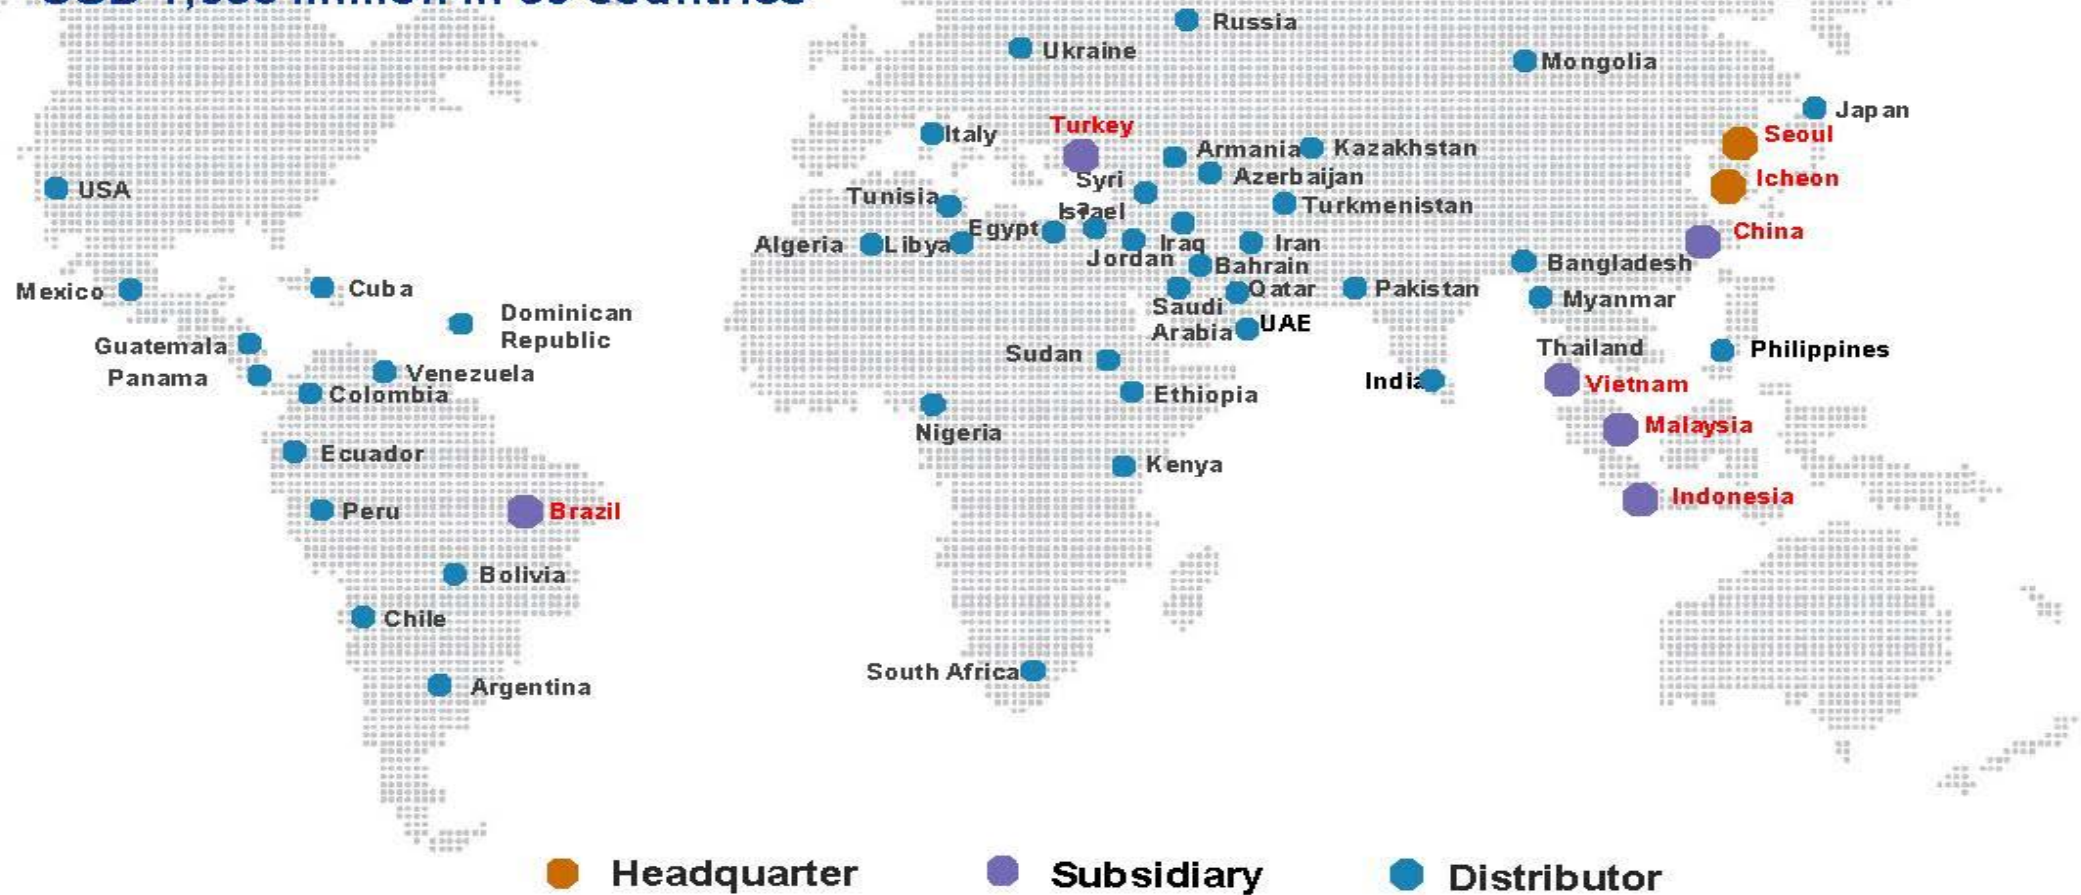 in
countries
Russia
Ukraine
Mongolia
Japan
Italy
Turkey
Seoul
Armania
Kazakhstan
Syri
Azerbaijan
Icheon
USA
Tunisia
Turkmenistan
Israel
Egypt
China
Algeria
Libya
Iraq
Iran
Jordan
Bahrain
Bangladesh
Mexico
Cuba
Qatar
Pakistan
Myanmar
Dominican
Republic
Saudi
Arabia
UAE
Guatemala
Sudan
Thailand
Philippines
Panama
Venezuela
India
Vietnam
Colombia
Ethiopia
Nigeria
Malaysia
Ecuador
Kenya
Peru
Brazil
Indonesia
Bolivia
Chile
South Africa
Argentina
Headquarter
Subsidiary
Distributor